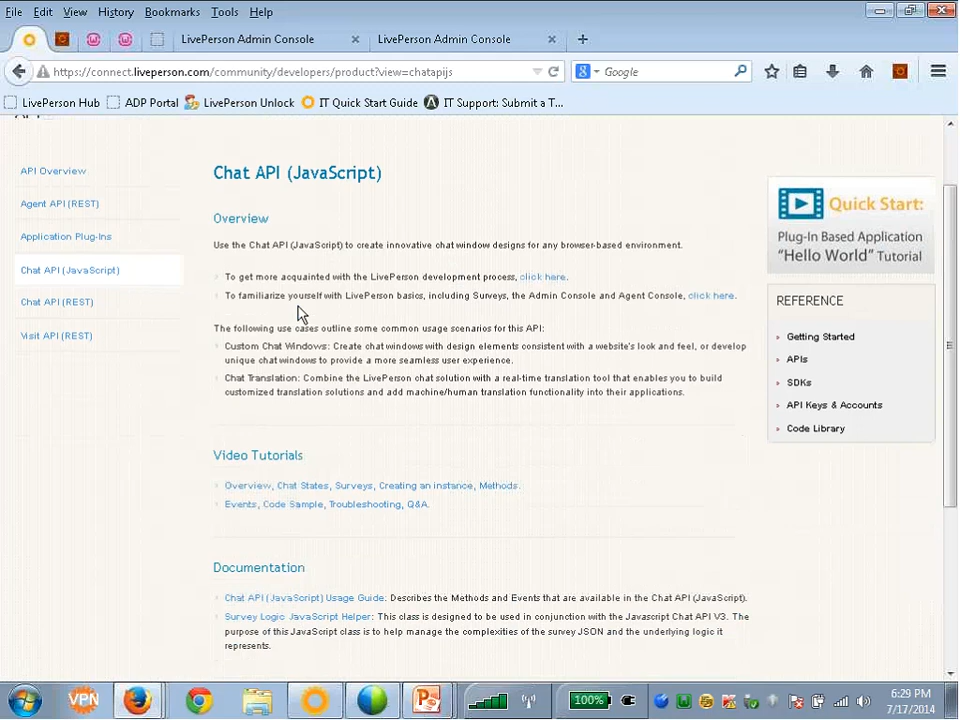 File Edit View History Bookmarks Tools Help
LivePerson Admin Console × LivePerson Admin Console × +
https://connect.liveperson.com/community/developers/product?view=chatapijs Google
LivePerson Hub ADP Portal LivePerson Unlock IT Quick Start Guide IT Support: Submit a T...
API Overview
Agent API (REST)
Application Plug-Ins
Chat API (JavaScript)
Chat API (REST)
Visit API (REST)
Chat API (JavaScript)
Overview
Use the Chat API (JavaScript) to create innovative chat window designs for any browser-based environment.
To get more acquainted with the LivePerson development process, click here.
To familiarize yourself with LivePerson basics, including Surveys, the Admin Console and Agent Console, click here.
The following use cases outline some common usage scenarios for this API:
Custom Chat Windows: Create chat windows with design elements consistent with a website's look and feel, or develop
unique chat windows to provide a more seamless user experience.
Chat Translation: Combine the LivePerson chat solution with a real-time translation tool that enables you to build
customized translation solutions and add machine/human translation functionality into their applications.
Video Tutorials
Overview, Chat States, Surveys, Creating an instance, Methods.
Events, Code Sample, Troubleshooting, Q&A.
Documentation
Chat API (JavaScript) Usage Guide: Describes the Methods and Events that are available in the Chat API (JavaScript).
Survey Logic JavaScript Helper: This class is designed to be used in conjunction with the Javascript Chat API V3. The
purpose of this JavaScript class is to help manage the complexities of the survey JSON and the underlying logic it
represents.
Quick Start:
Plug-In Based Application
"Hello World" Tutorial
REFERENCE
Getting Started
APIs
SDKs
API Keys & Accounts
Code Library
VPN
100%
6:29 PM
7/17/2014